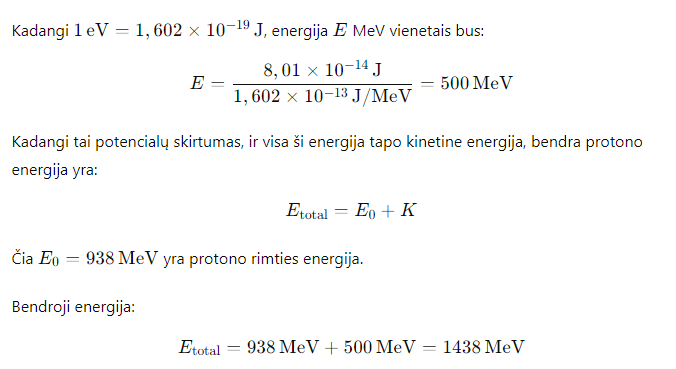 Kadangi 1 eV = 1,602 × 10⁻¹⁹ J, energija E MeV vienetais bus:
E = 8,01 × 10⁻¹⁴ J / 1,602 × 10⁻¹³ J/MeV = 500 MeV
Kadangi tai potencialų skirtumas, ir visa ši energija tapo kinetine energija, bendra protono
energija yra:
E_total = E₀ + K
Čia E₀ = 938 MeV yra protono rimties energija.
Bendroji energija:
E_total = 938 MeV + 500 MeV = 1438 MeV